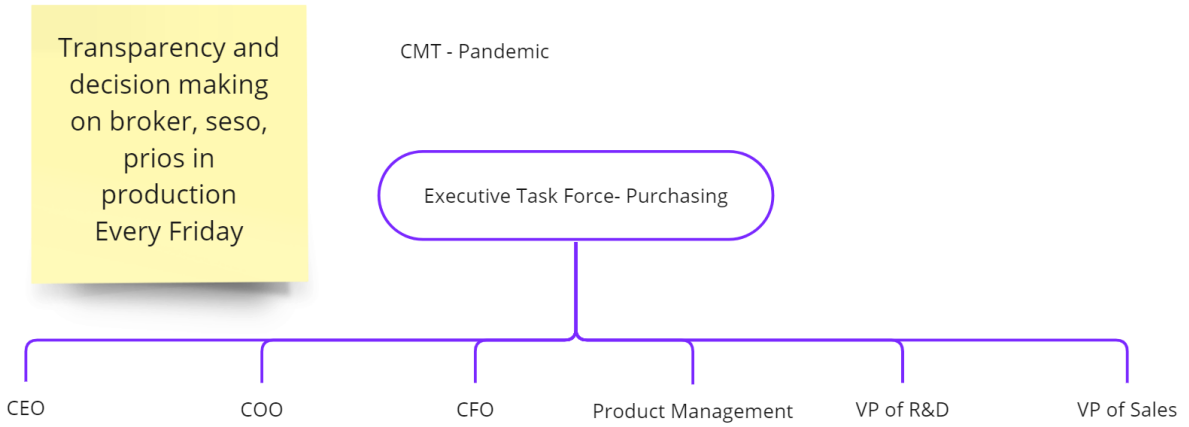 Transparency and
decision making
on broker, seso,
prios in
production
Every Friday
CMT - Pandemic
Executive Task Force- Purchasing
CEO
COO
CFO
Product Management
VP of R&D
VP of Sales